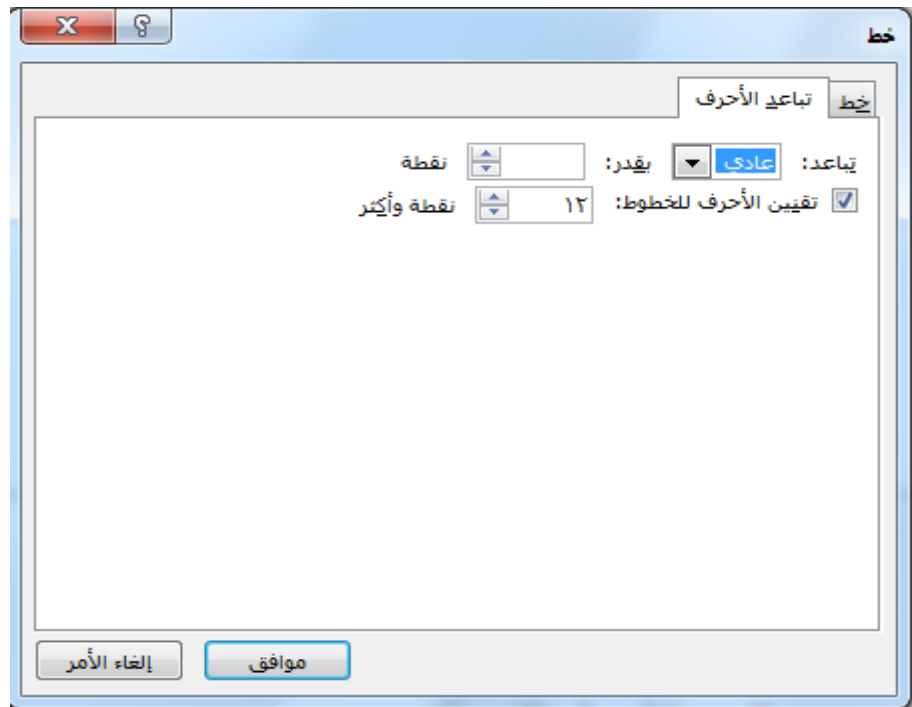 خط
خط تباعد الأحرف
تباعد: عادي بقدر: نقطة
تقنين الأحرف للخطوط: ١٢ نقطة وأكثر
موافق إلغاء الأمر